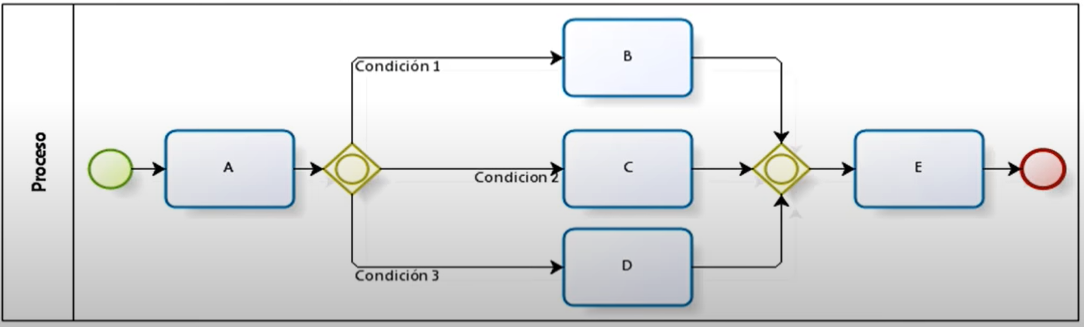 Proceso
A
Condición 1
B
Condicion 2
C
Condición 3
D
E